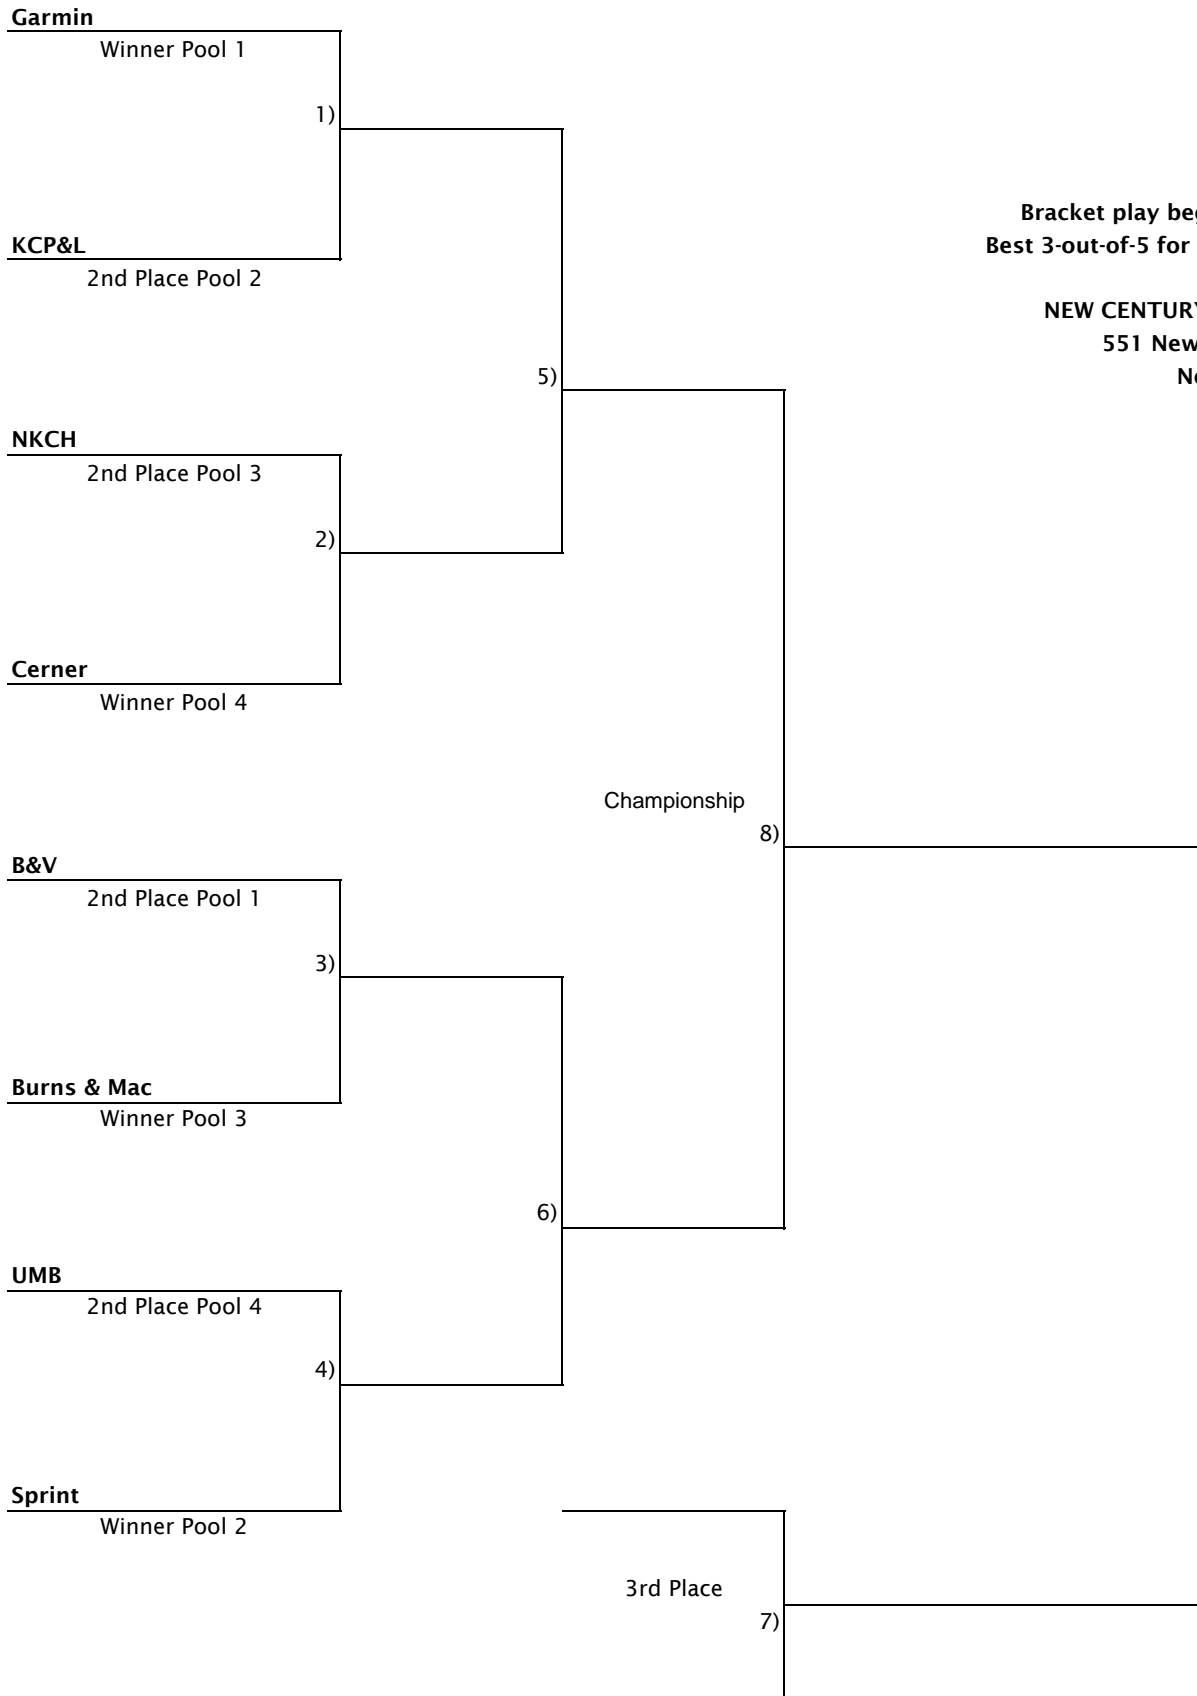 Garmin
Winner Pool 1
1)
KCP&L
2nd Place Pool 2
Bracket play
Best 3-out-of-5 for
NEW
551 New
5)
NKCH
2nd Place Pool 3
2)
Cerner
Winner Pool 4
Championship
8)
B&V
2nd Place Pool 1
3)
Burns & Mac
Winner Pool 3
6)
UMB
2nd Place Pool 4
4)
Sprint
Winner Pool 2
3rd Place
7)